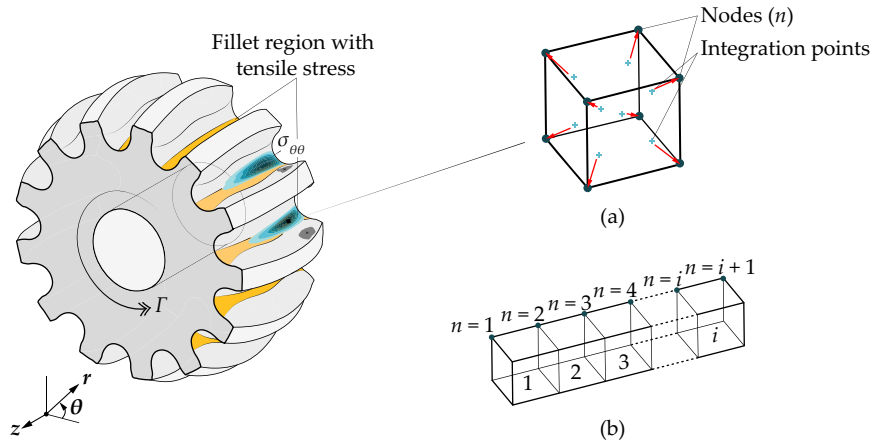 Fillet region with
tensile stress
σθθ
Γ
r
θ
z
Nodes (n)
Integration points
(a)
n = 1
n = 2
n = 3
n = 4
n = i
n = i + 1
1
2
3
i
(b)